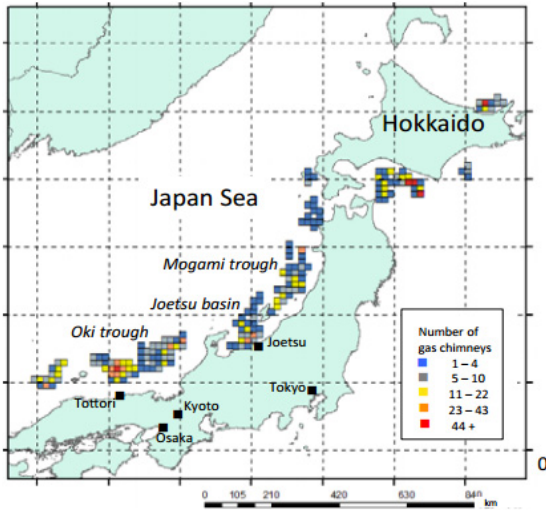 Hokkaido
Japan Sea
Mogami trough
Joetsu basin
Oki trough
Joetsu
Tokyo
Tottori
Kyoto
Osaka
Number of
gas chimneys
1 – 4
5 – 10
11 – 22
23 – 43
44 +
0
0 105 210 420 630 840
km